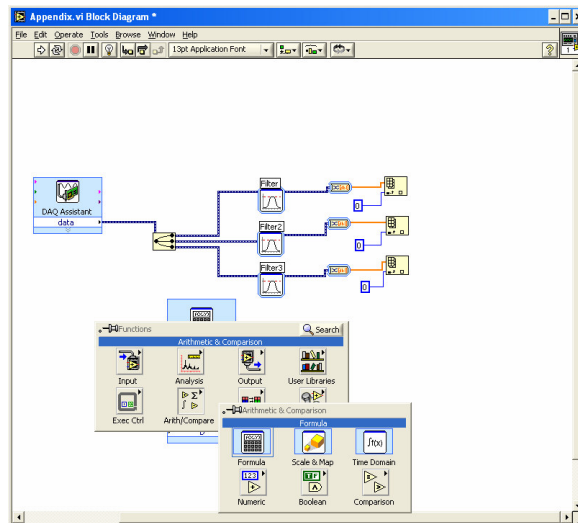 Appendix.vi Block Diagram *
File Edit Operate Tools Browse Window Help
13pt Application Font
DAQ Assistant
data
Filter
Filter2
Filter3
0
0
0
Functions
Search
Arithmetic & Comparison
Input Analysis Output User Libraries
Exec Ctrl Arith/Compare
Arithmetic & Comparison
Formula
Formula Scale & Map Time Domain
Numeric Boolean Comparison